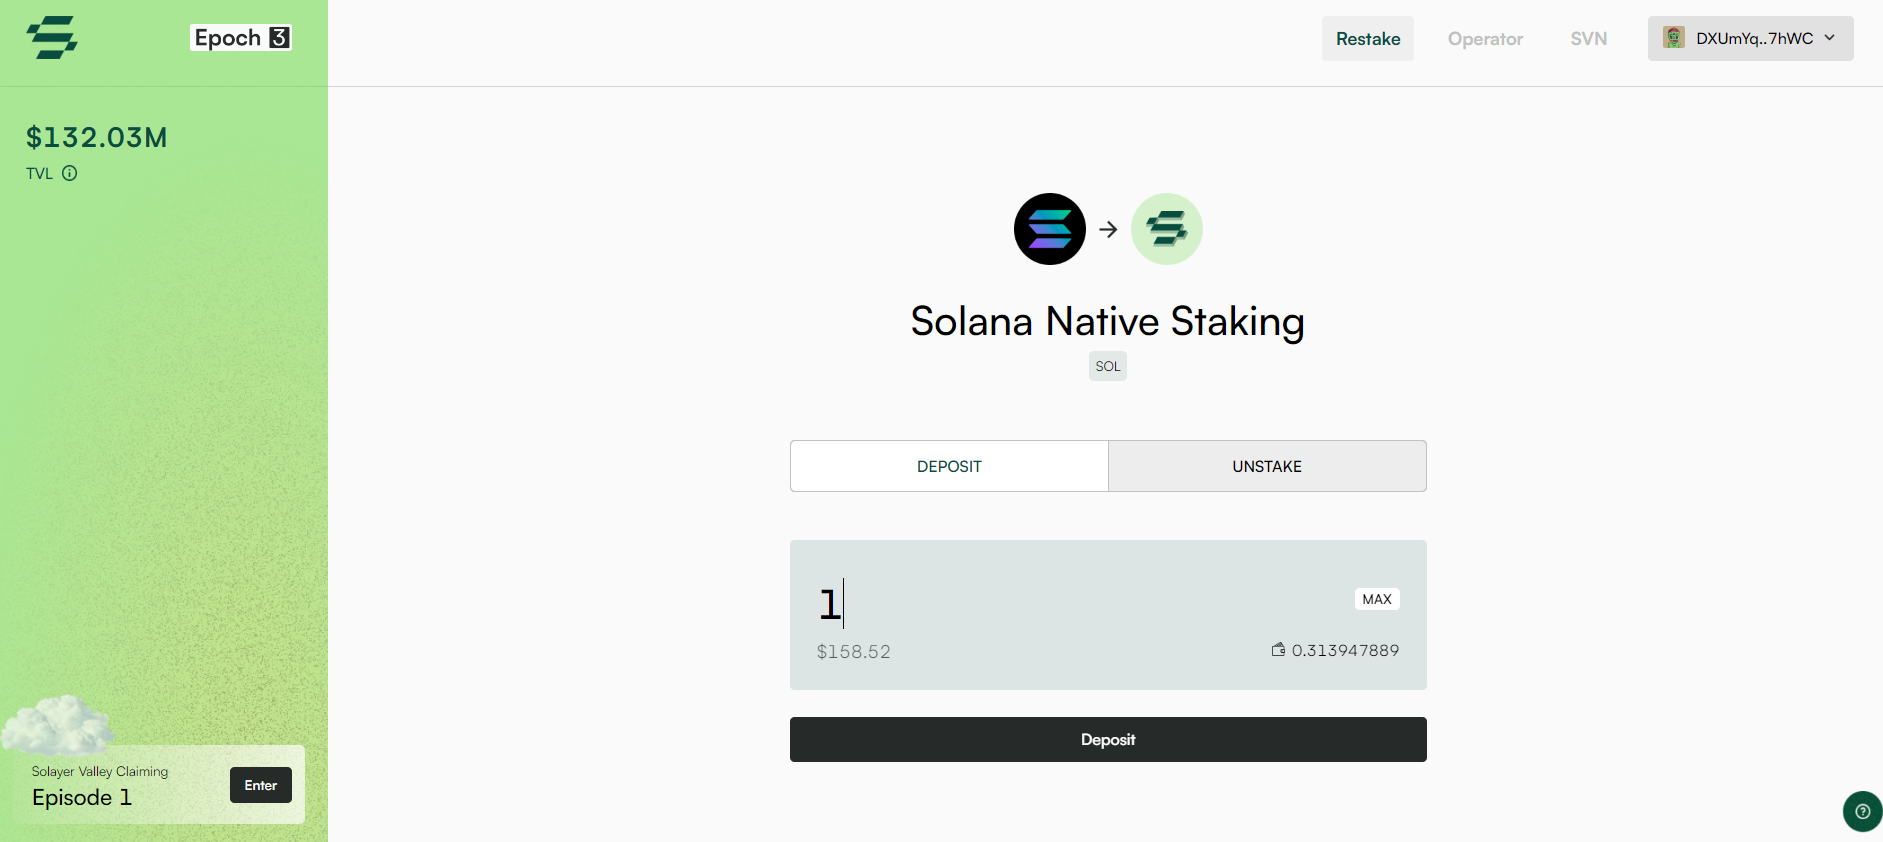 Epoch 3
Restake
Operator
SVN
DXUmYq..7hWC
$132.03M
TVL
Solana Native Staking
SOL
DEPOSIT
UNSTAKE
1
MAX
$158.52
0.313947889
Deposit
Solayer Valley Claiming
Episode 1
Enter